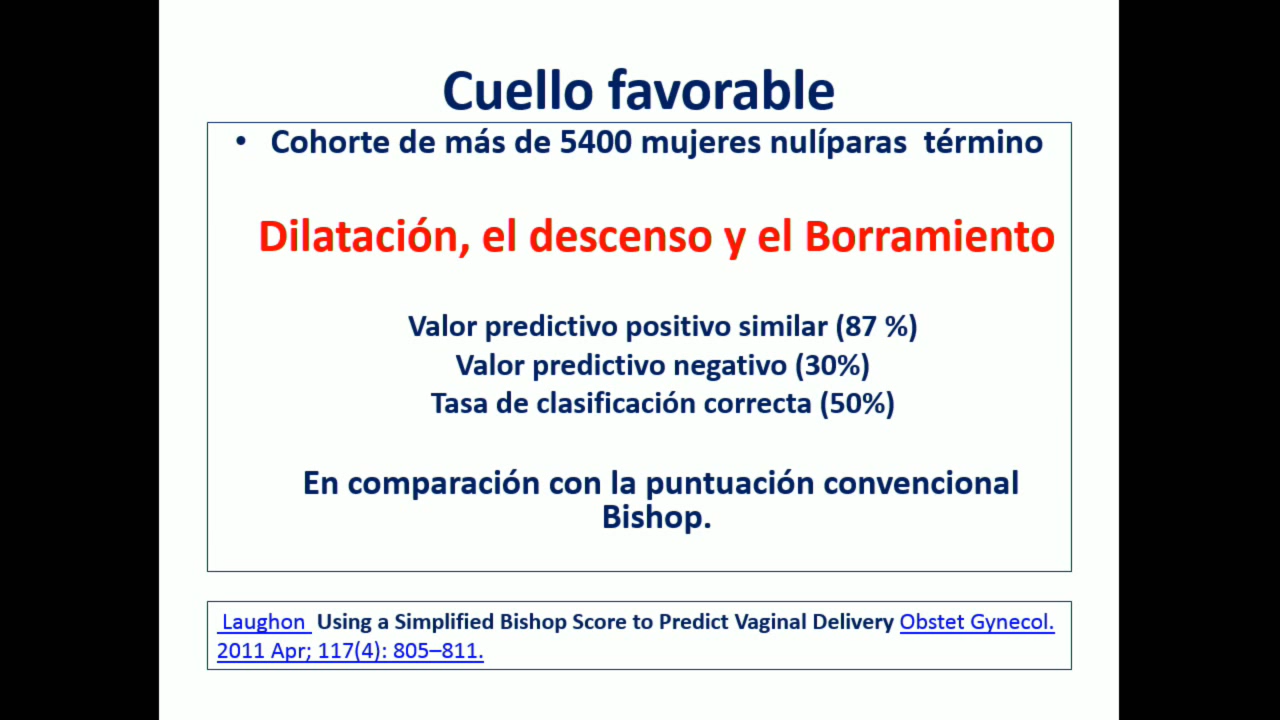 Cuello favorable
• Cohorte de más de 5400 mujeres nulíparas término
Dilatación, el descenso y el Borramiento
Valor predictivo positivo similar (87 %)
Valor predictivo negativo (30%)
Tasa de clasificación correcta (50%)
En comparación con la puntuación convencional
Bishop.
Laughon Using a Simplified Bishop Score to Predict Vaginal Delivery Obstet Gynecol.
2011 Apr; 117(4): 805–811.